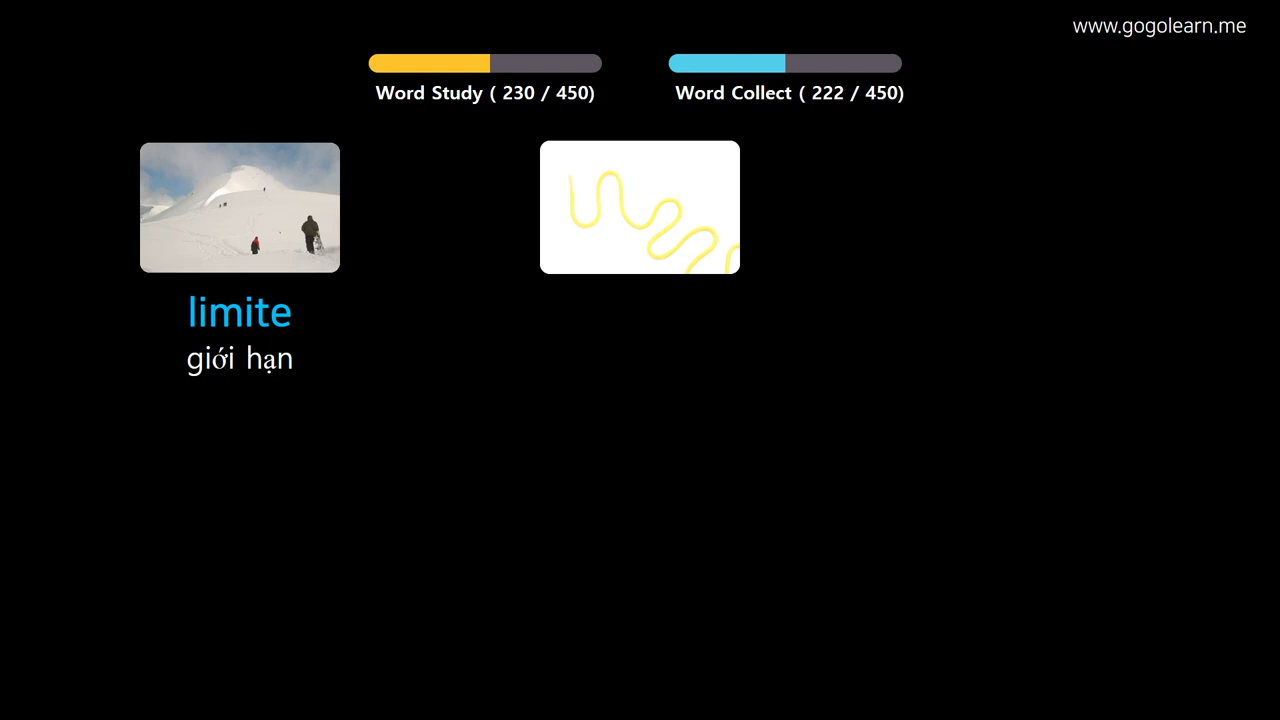 www.gogolearn.me
Word Study ( 230 / 450)
Word Collect ( 222 / 450)
limite
giới hạn